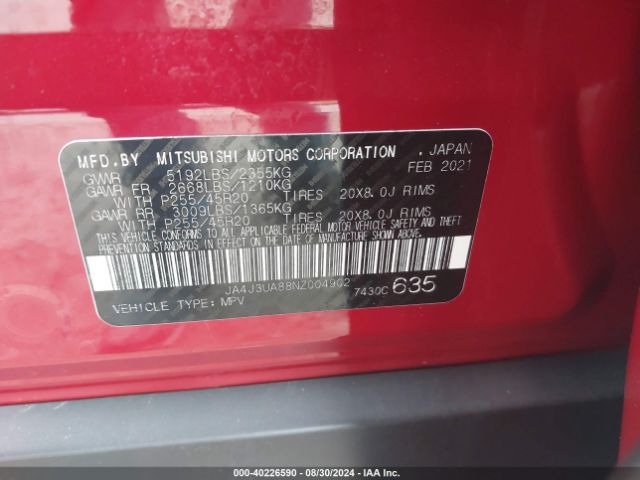 MFD.BY MITSUBISHI MOTORS CORPORATION . JAPAN
GVWR 5192LBS/2355KG FEB 2021
GAWR FR 2668LBS/1210KG
WITH P255/45R20 TIRES 20X8.0J RIMS
GAWR RR 3009LBS/1365KG
WITH P255/45R20 TIRES 20X8.0J RIMS
THIS VEHICLE CONFORMS TO ALL APPLICABLE FEDERAL MOTOR VEHICLE SAFETY AND
THEFT PREVENTION STANDARDS IN EFFECT ON THE DATE OF MANUFACTURE SHOWN ABOVE.
JA4J3UA88NZ004902 7430C 635
VEHICLE TYPE: MPV
000-40226590 - 08/30/2024 - IAA Inc.